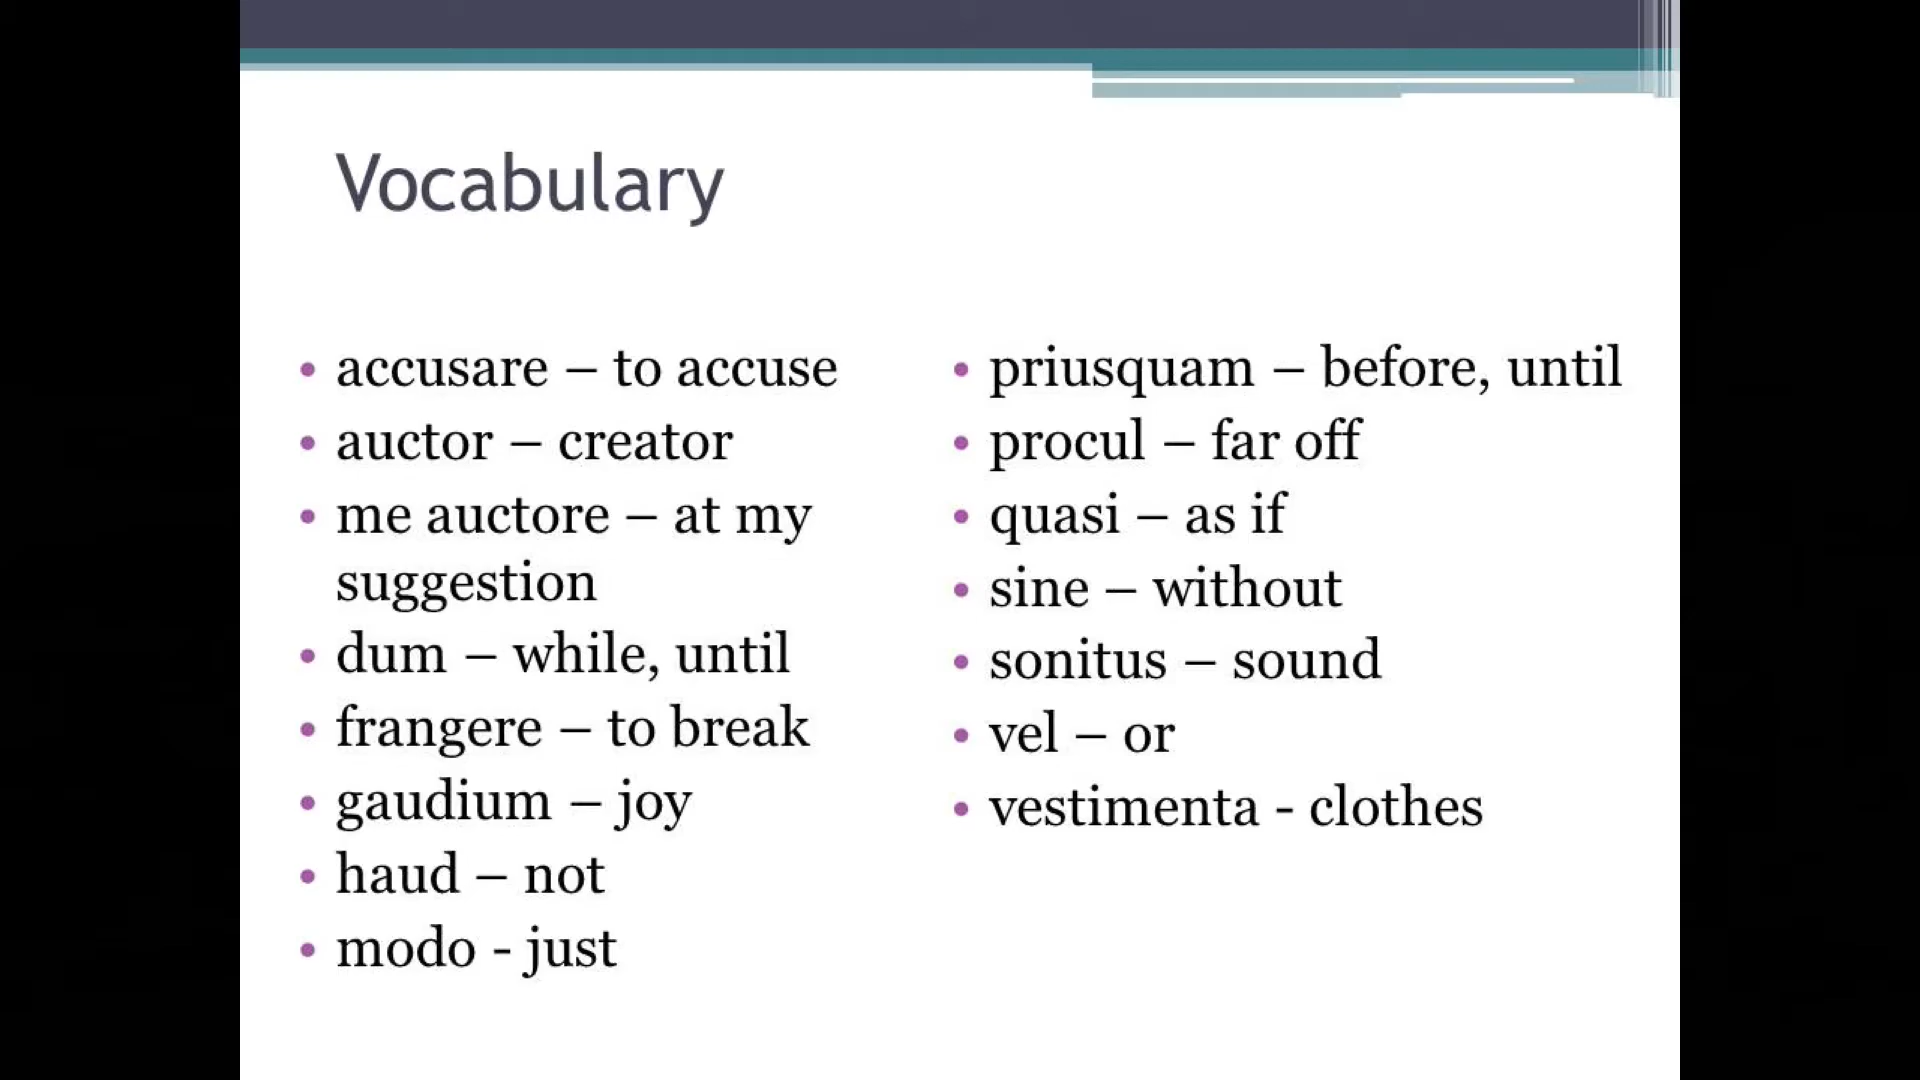 Vocabulary
• accusare – to accuse
• auctor – creator
• me auctore – at my
suggestion
• dum – while, until
• frangere – to break
• gaudium – joy
• haud – not
• modo - just
• priusquam – before, until
• procul – far off
• quasi – as if
• sine – without
• sonitus – sound
• vel – or
• vestimenta - clothes